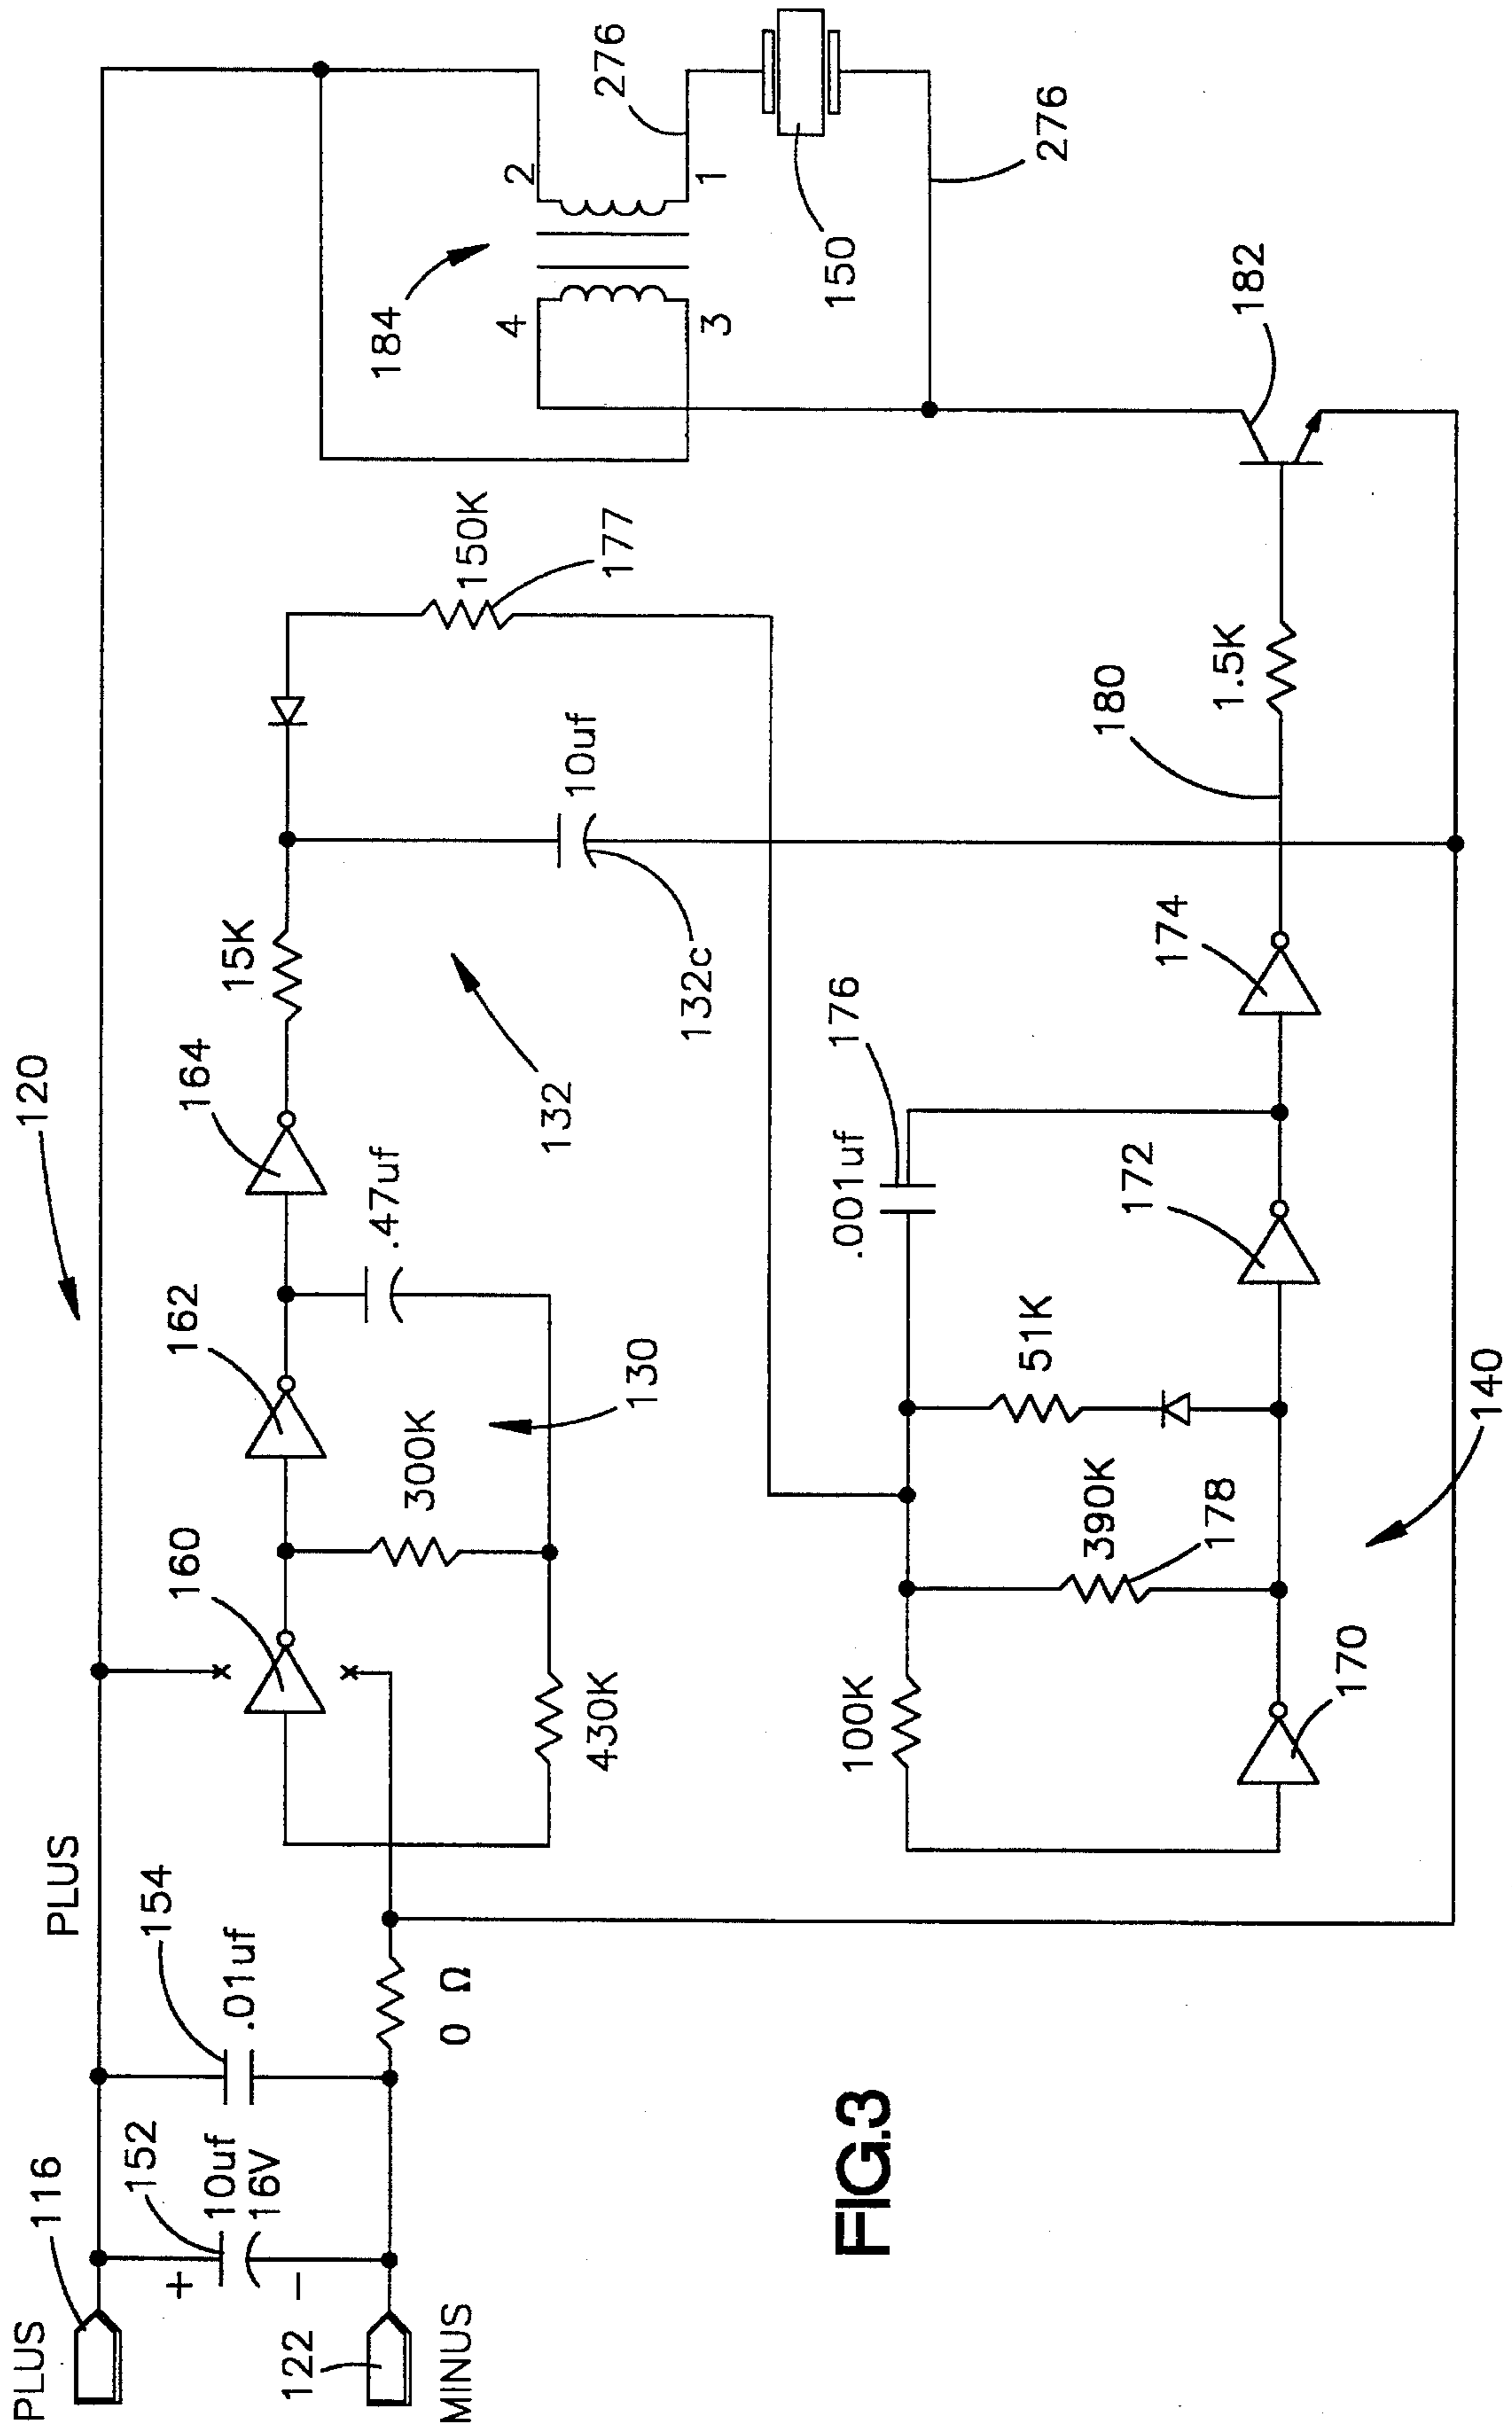 120
PLUS
116
PLUS
+
152
10uf
16V
-
122
MINUS
154
.01uf
0 Ω
160
162
164
300K
430K
.47uf
130
15K
132
132c
10uf
150K
177
184
4
3
2
1
276
150
276
100K
390K
178
51K
.001uf
176
170
172
174
180
1.5K
182
140
FIG.3